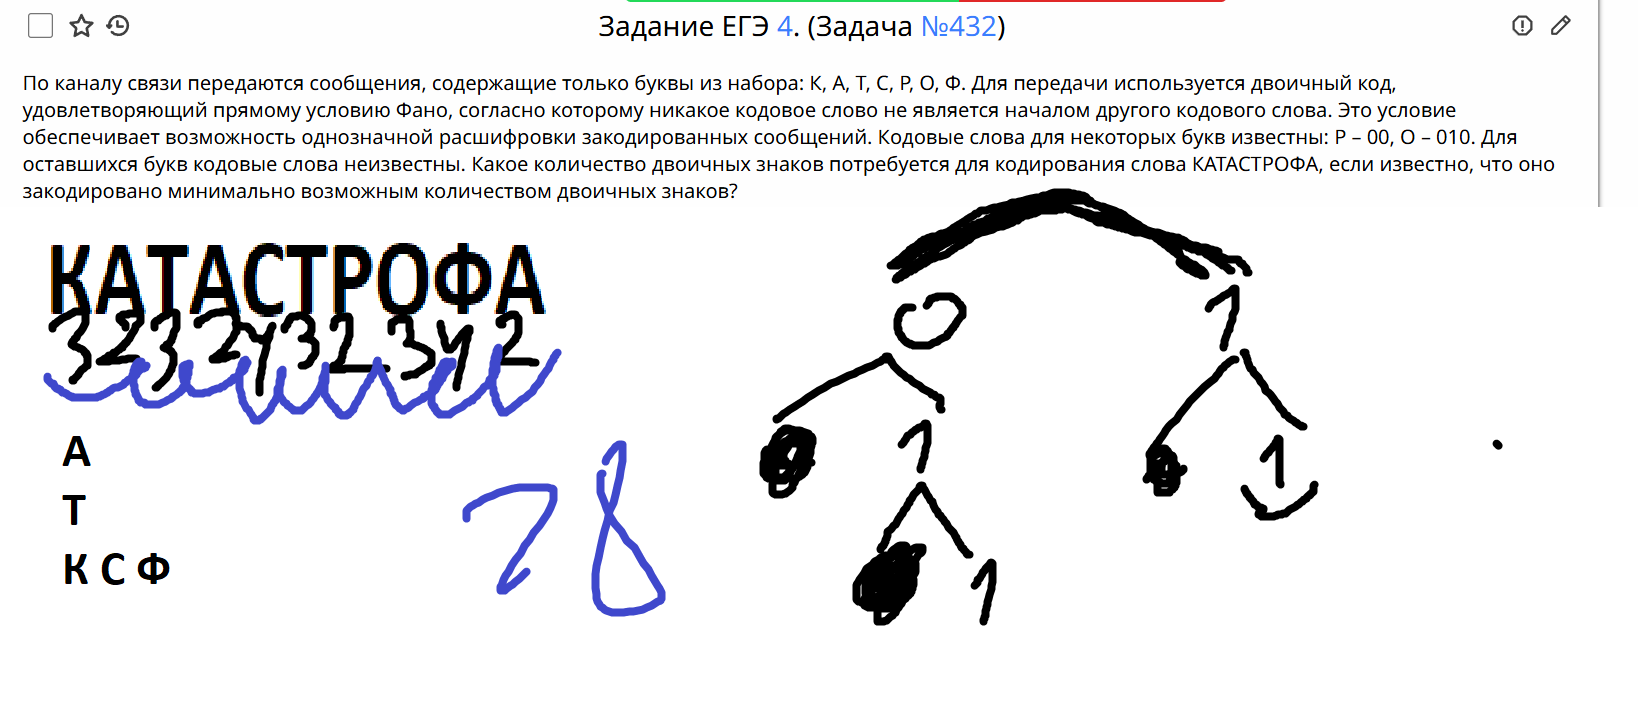 Задание ЕГЭ 4. (Задача №432)
По каналу связи передаются сообщения, содержащие только буквы из набора: К, А, Т, С, Р, О, Ф. Для передачи используется двоичный код,
удовлетворяющий прямому условию Фано, согласно которому никакое кодовое слово не является началом другого кодового слова. Это условие
обеспечивает возможность однозначной расшифровки закодированных сообщений. Кодовые слова для некоторых букв известны: Р – 00, О – 010. Для
оставшихся букв кодовые слова неизвестны. Какое количество двоичных знаков потребуется для кодирования слова КАТАСТРОФА, если известно, что оно
закодировано минимально возможным количеством двоичных знаков?
КАТАСТРОФА
3232432342
0 1
1 1
1
А
Т
К С Ф
28